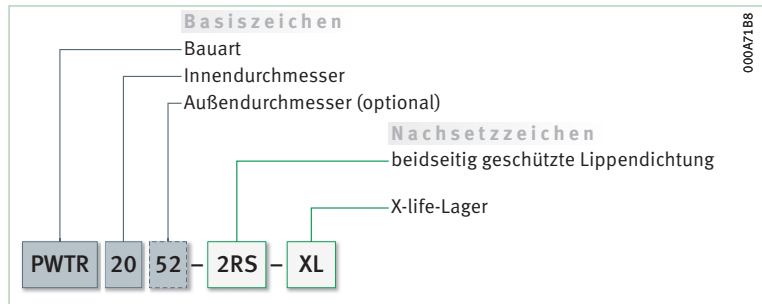 Basiszeichen
Bauart
Innendurchmesser
Außendurchmesser (optional)
Nachsetzzeichen
beidseitig geschützte Lippendichtung
X-life-Lager
PWTR 20 52 – 2RS – XL
000A71B8